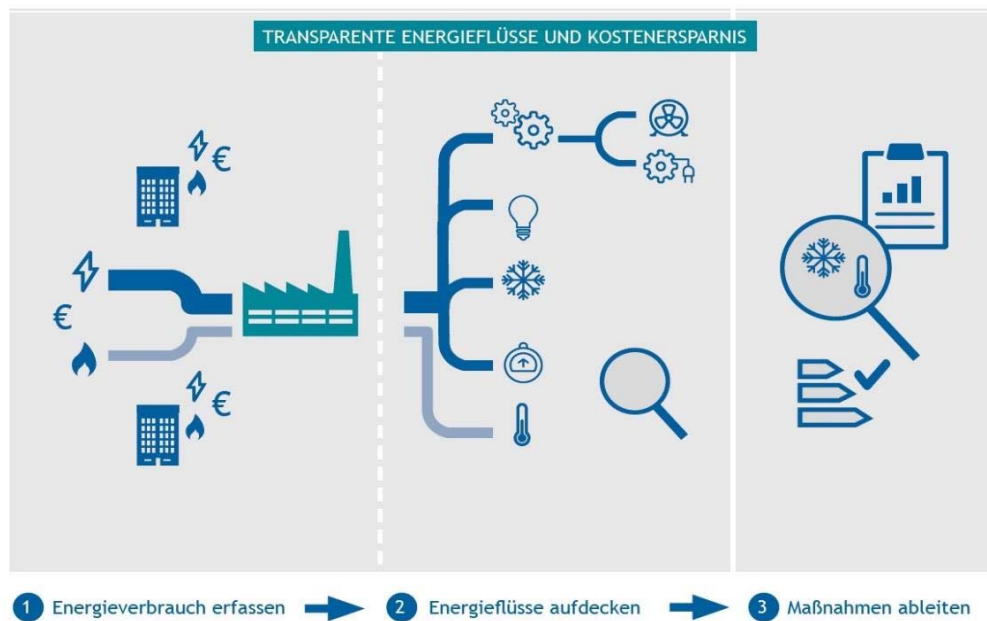 TRANSPARENTE ENERGIEFLÜSSE UND KOSTENERSPARNIS
€
€
€
1 Energieverbrauch erfassen
2 Energieflüsse aufdecken
3 Maßnahmen ableiten